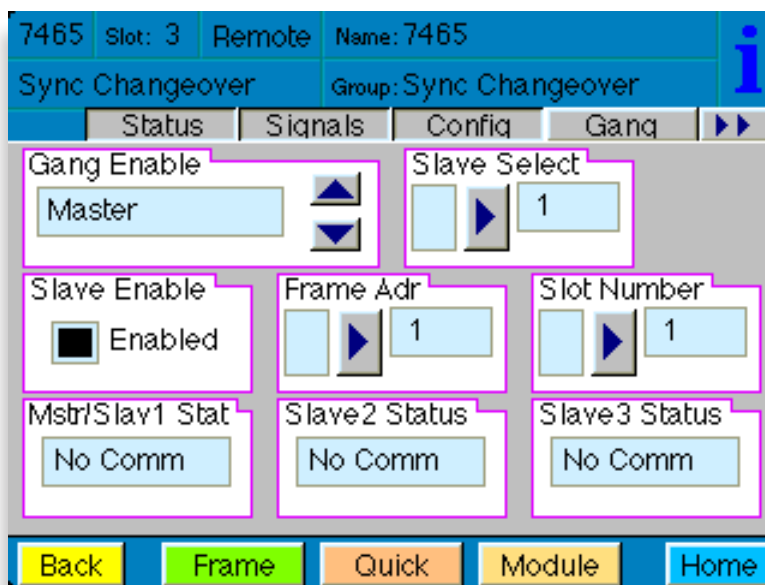 7465 Slot: 3 Remote Name: 7465
Sync Changeover Group: Sync Changeover
i
Status Signals Config Gang
Gang Enable Slave Select
Master 1
Slave Enable Frame Adr Slot Number
Enabled 1 1
Mstr/Slav1 Stat Slave2 Status Slave3 Status
No Comm No Comm No Comm
Back Frame Quick Module Home